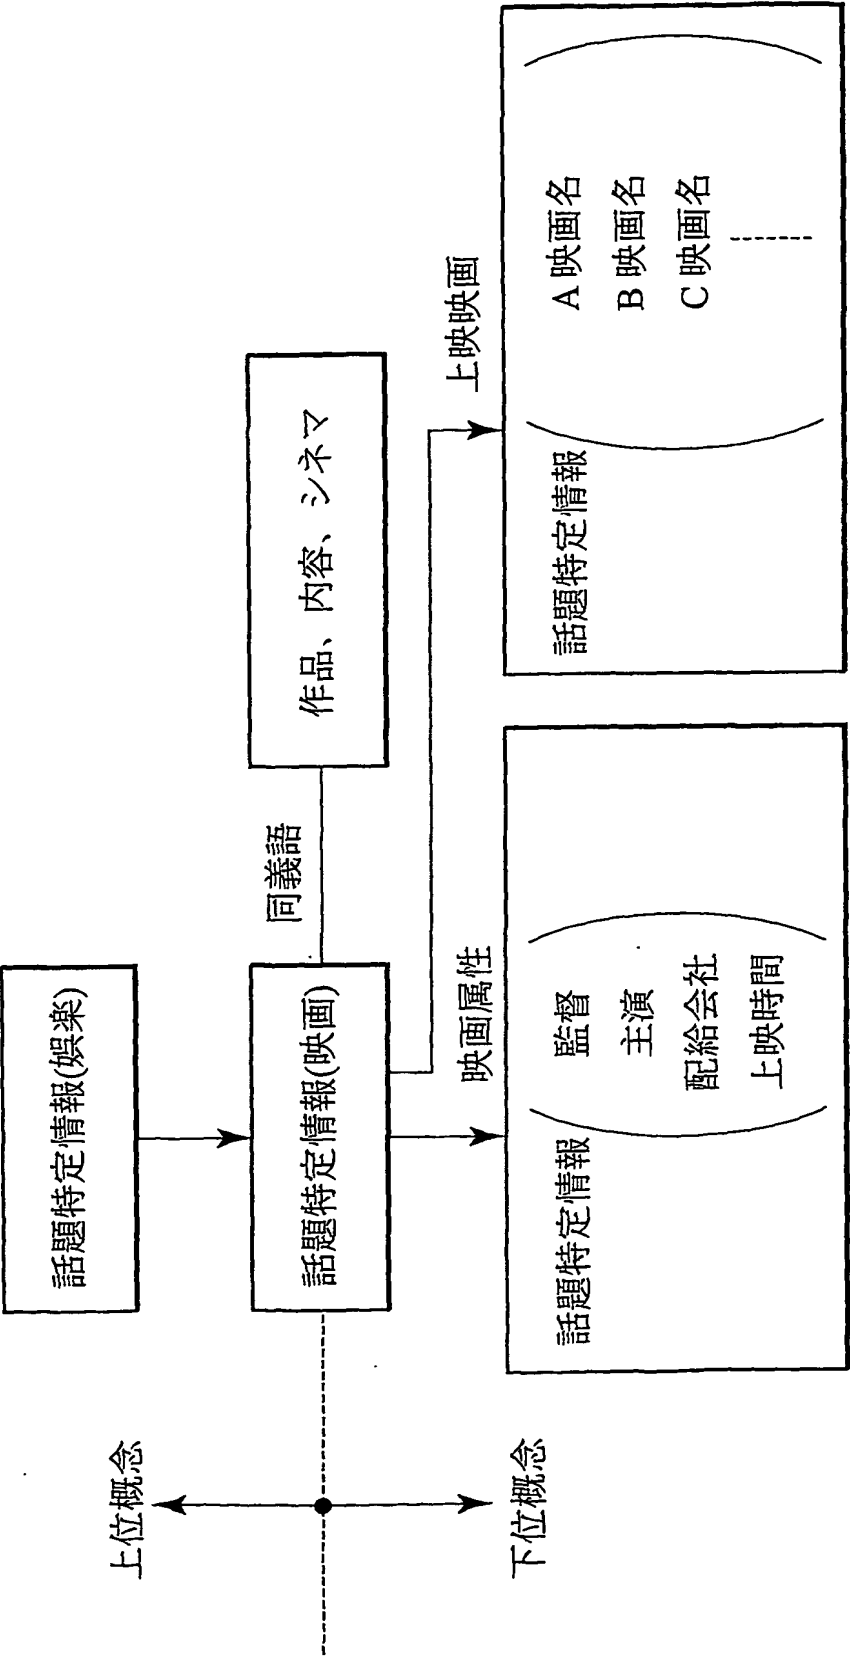 上位概念
下位概念
話題特定情報(娯楽)
話題特定情報(映画)
同義語
作品、内容、シネマ
映画属性
話題特定情報
監督
主演
配給会社
上映時間
上映映画
話題特定情報
A 映画名
B 映画名
C 映画名